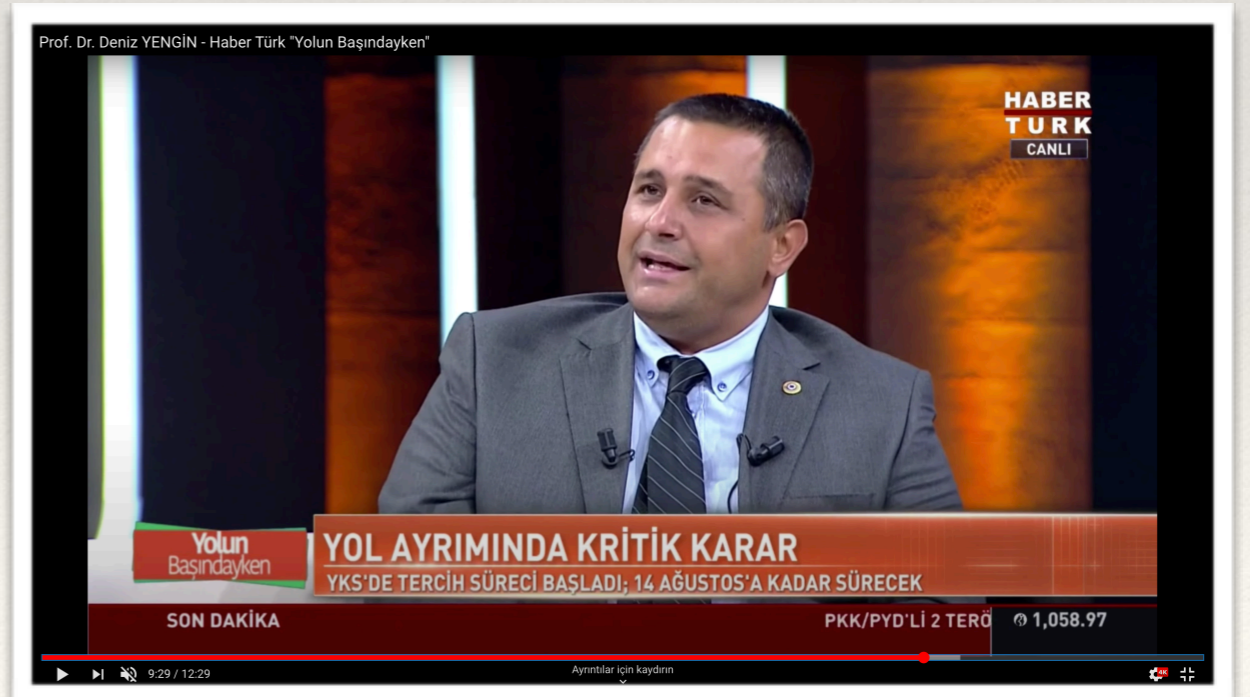 Prof. Dr. Deniz YENGİN - Haber Türk "Yolun Başındayken"
HABER
TURK
CANLI
Yolun
Başındayken
YOL AYRIMINDA KRİTİK KARAR
YKS'DE TERCİH SÜRECİ BAŞLADI; 14 AĞUSTOS'A KADAR SÜRECEK
SON DAKİKA
PKK/PYD'Lİ 2 TERÖ
1,058.97
9:29 / 12:29
Ayrıntılar için kaydırın
4K